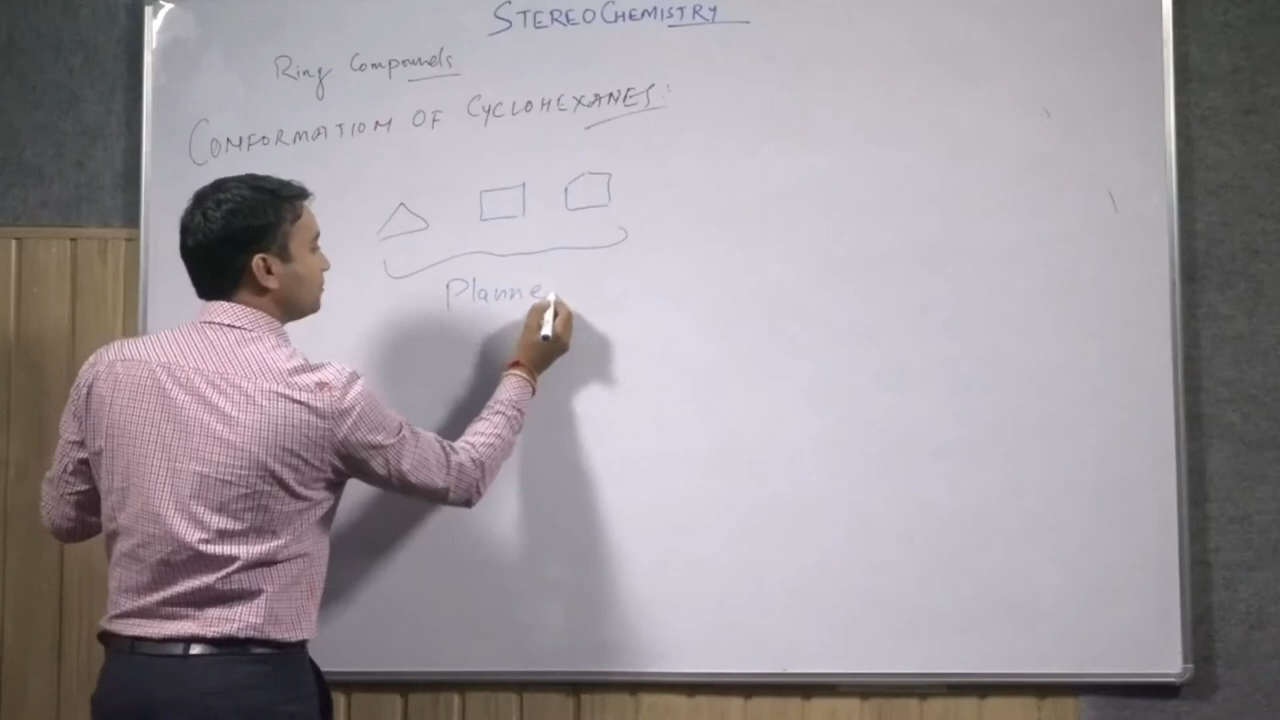 STEREOCHEMISTRY
Ring Compounds
CONFORMATION OF CYCLOHEXANES:
Planne